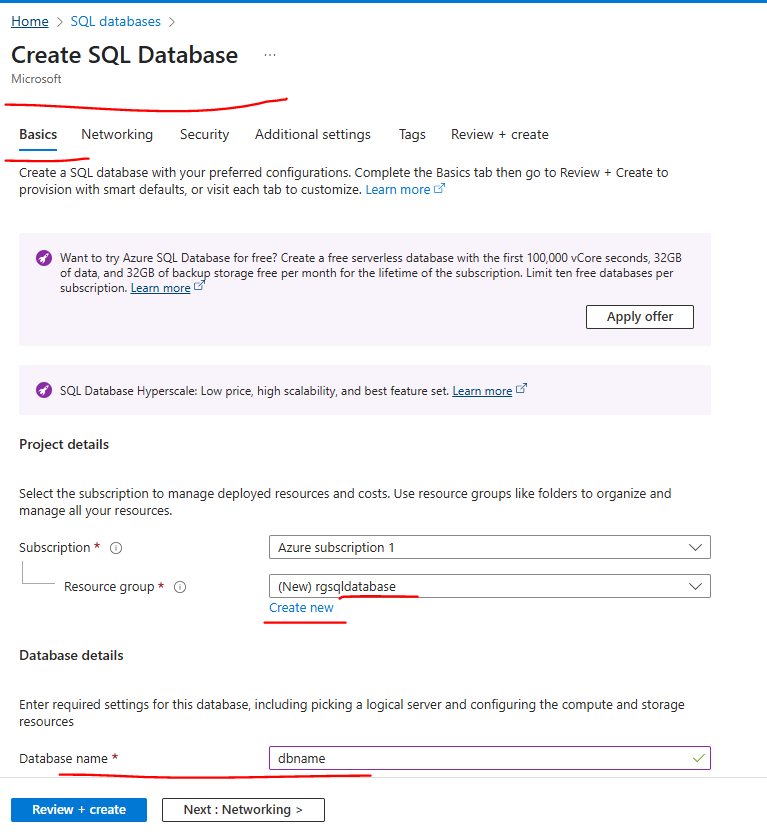 Home > SQL databases >
Create SQL Database ...
Microsoft
Basics Networking Security Additional settings Tags Review + create
Create a SQL database with your preferred configurations. Complete the Basics tab then go to Review + Create to
provision with smart defaults, or visit each tab to customize. Learn more
Want to try Azure SQL Database for free? Create a free serverless database with the first 100,000 vCore seconds, 32GB
of data, and 32GB of backup storage free per month for the lifetime of the subscription. Limit ten free databases per
subscription. Learn more
Apply offer
SQL Database Hyperscale: Low price, high scalability, and best feature set. Learn more
Project details
Select the subscription to manage deployed resources and costs. Use resource groups like folders to organize and
manage all your resources.
Subscription * Azure subscription 1
Resource group * (New) rgsqldatabase
Create new
Database details
Enter required settings for this database, including picking a logical server and configuring the compute and storage
resources
Database name * dbname
Review + create Next : Networking >